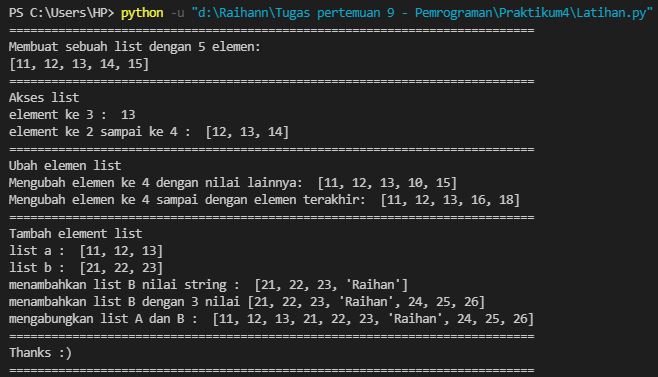 PS C:\Users\HP> python -u "d:\Raihann\Tugas pertemuan 9 - Pemrograman\Praktikum4\Latihan.py"
===========================================================================
Membuat sebuah list dengan 5 elemen:
[11, 12, 13, 14, 15]
===========================================================================
Akses list
element ke 3 :  13
element ke 2 sampai ke 4 :  [12, 13, 14]
===========================================================================
Ubah elemen list
Mengubah elemen ke 4 dengan nilai lainnya:  [11, 12, 13, 10, 15]
Mengubah elemen ke 4 sampai dengan elemen terakhir:  [11, 12, 13, 16, 18]
===========================================================================
Tambah element list
list a :  [11, 12, 13]
list b :  [21, 22, 23]
menambahkan list B nilai string :  [21, 22, 23, 'Raihan']
menambahkan list B dengan 3 nilai [21, 22, 23, 'Raihan', 24, 25, 26]
mengabungkan list A dan B :  [11, 12, 13, 21, 22, 23, 'Raihan', 24, 25, 26]
===========================================================================
Thanks :)
===========================================================================